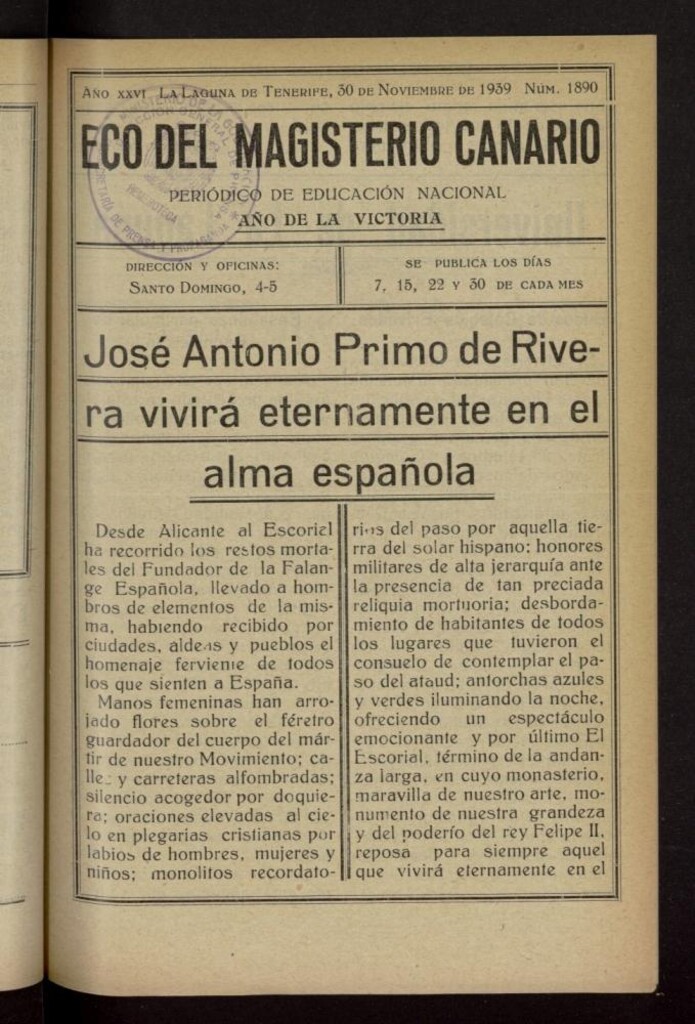 AÑO XXVI LA LAGUNA DE TENERIFE, 30 DE NOVIEMBRE DE 1939 NÚM. 1890
ECO DEL MAGISTERIO CANARIO
PERIÓDICO DE EDUCACIÓN NACIONAL
AÑO DE LA VICTORIA
DIRECCIÓN Y OFICINAS:
SANTO DOMINGO, 4-5
SE PUBLICA LOS DÍAS
7, 15, 22 Y 30 DE CADA MES
José Antonio Primo de Rive-
ra vivirá eternamente en el
alma española
Desde Alicante al Escorial
ha recorrido los restos morta-
les del Fundador de la Falan-
ge Española, llevado a hom-
bros de elementos de la mis-
ma, habiendo recibido por
ciudades, aldeas y pueblos el
homenaje ferviente de todos
los que sienten a España.
Manos femeninas han arro-
jado flores sobre el féretro
guardador del cuerpo del már-
tir de nuestro Movimiento; ca-
lles y carreteras alfombradas;
silencio acogedor por doquie-
ra; oraciones elevadas al cie-
lo en plegarias cristianas por
labios de hombres, mujeres y
niños; monolitos recordato-
rios del paso por aquella tie-
rra del solar hispano; honores
militares de alta jerarquía ante
la presencia de tan preciada
reliquia mortuoria; desborda-
miento de habitantes de todos
los lugares que tuvieron el
consuelo de contemplar el pa-
so del ataud; antorchas azules
y verdes iluminando la noche,
ofreciendo un espectáculo
emocionante y por último El
Escorial, término de la andan-
za larga, en cuyo monasterio,
maravilla de nuestro arte, mo-
numento de nuestra grandeza
y del poderío del rey Felipe II,
reposa para siempre aquel
que vivirá eternamente en el
HEMEROTECA